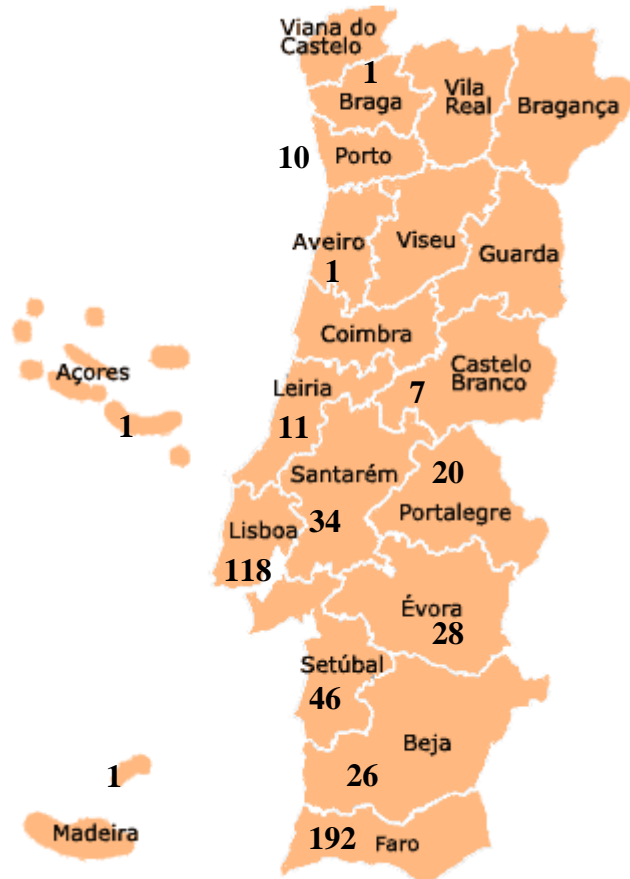 Viana do
Castelo
1
Braga
Vila
Real
Bragança
10
Porto
Aveiro
1
Viseu
Guarda
Coimbra
Castelo
Branco
7
Açores
1
Leiria
11
Santarém
34
20
Portalegre
Lisboa
118
Évora
28
Setúbal
46
Beja
26
1
Madeira
192
Faro